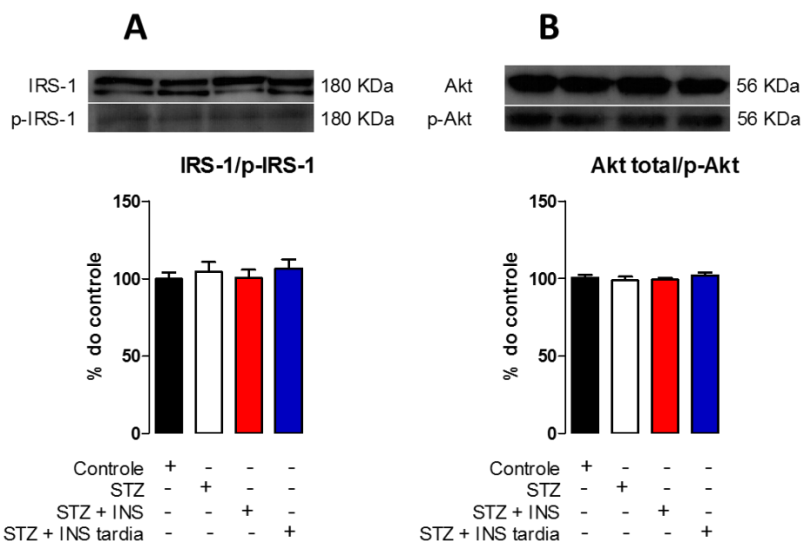 A
IRS-1 180 KDa
p-IRS-1 180 KDa
IRS-1/p-IRS-1
150
100
50
0
% do controle
Controle + - - -
STZ - + - -
STZ + INS - - + -
STZ + INS tardia - - - +
B
Akt 56 KDa
p-Akt 56 KDa
Akt total/p-Akt
150
100
50
0
% do controle
Controle + - - -
STZ - + - -
STZ + INS - - + -
STZ + INS tardia - - - +